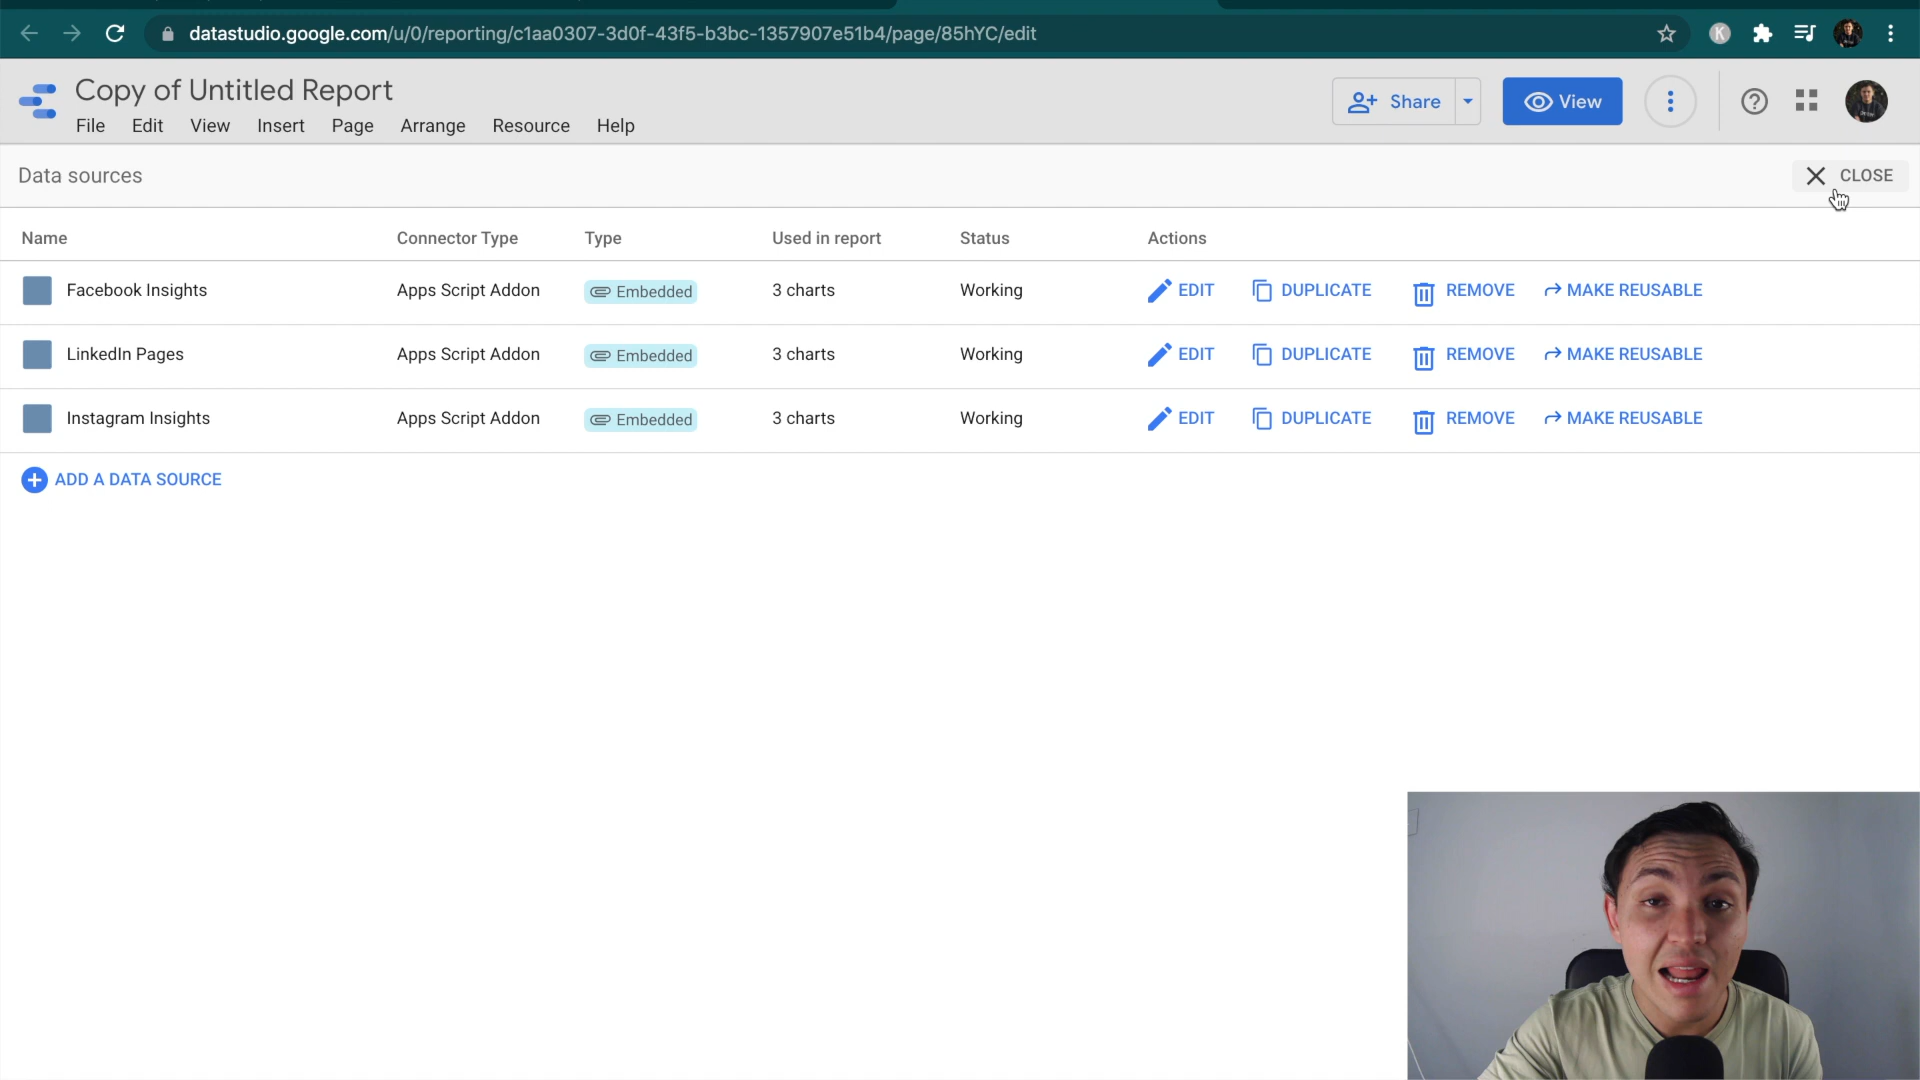 datastudio.google.com/u/0/reporting/c1aa0307-3d0f-43f5-b3bc-1357907e51b4/page/85hYC/edit
K
Copy of Untitled Report
File Edit View Insert Page Arrange Resource Help
Share
View
Data sources
CLOSE
Name Connector Type Type Used in report Status Actions
Facebook Insights Apps Script Addon Embedded 3 charts Working EDIT DUPLICATE REMOVE MAKE REUSABLE
LinkedIn Pages Apps Script Addon Embedded 3 charts Working EDIT DUPLICATE REMOVE MAKE REUSABLE
Instagram Insights Apps Script Addon Embedded 3 charts Working EDIT DUPLICATE REMOVE MAKE REUSABLE
ADD A DATA SOURCE